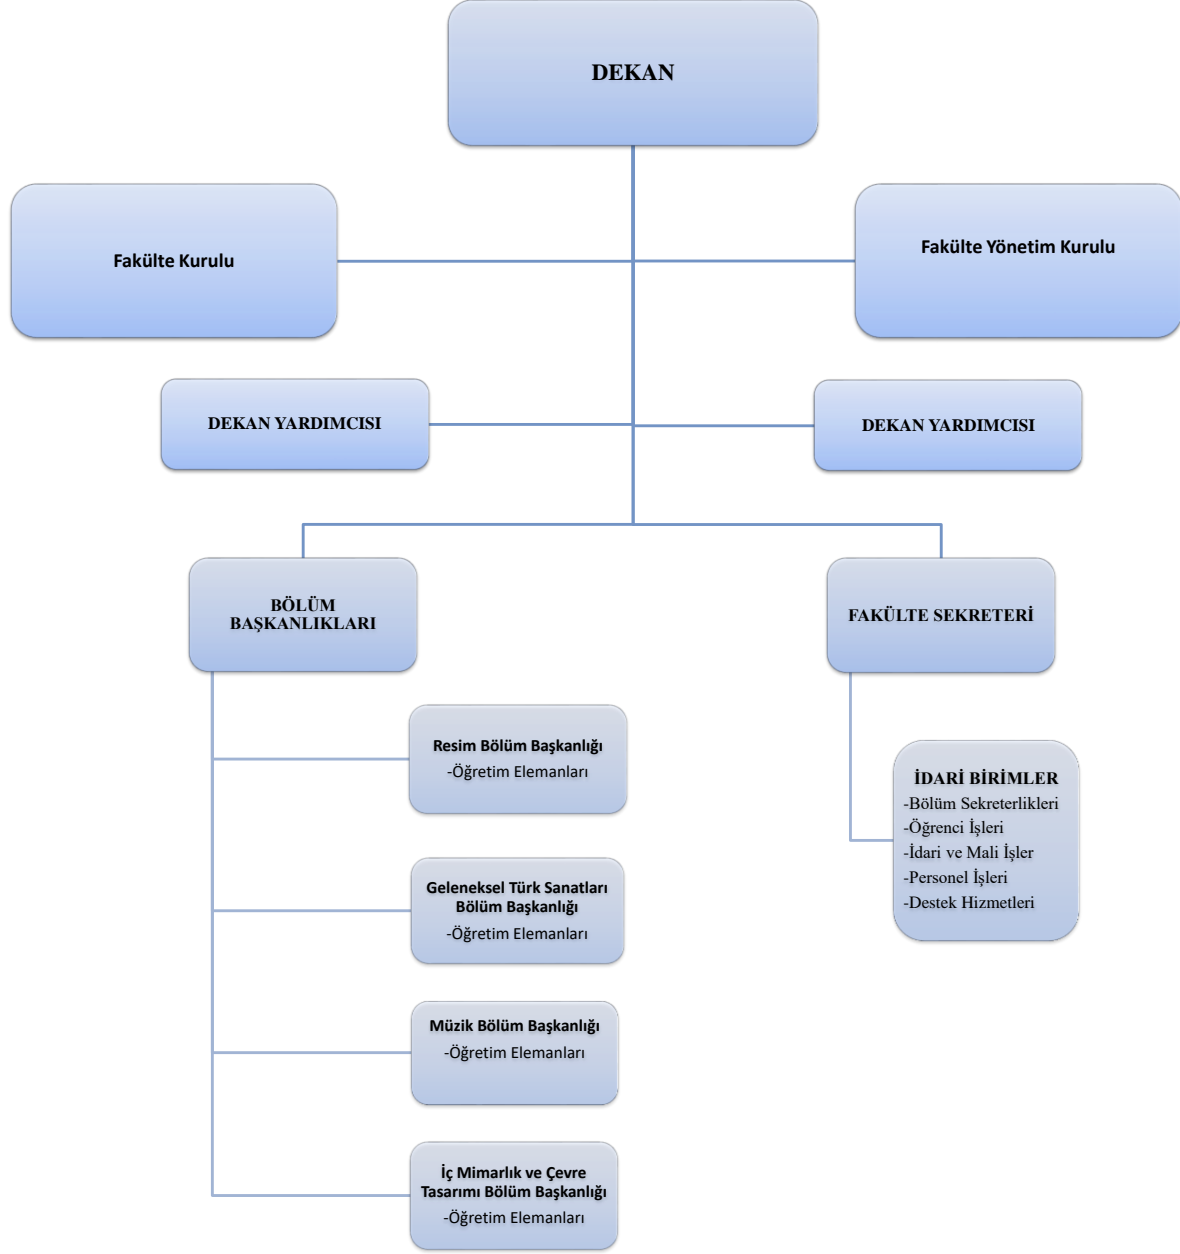 DEKAN
Fakülte Kurulu
Fakülte Yönetim Kurulu
DEKAN YARDIMCISI
DEKAN YARDIMCISI
BÖLÜM
BAŞKANLIKLARI
FAKÜLTE SEKRETERİ
Resim Bölüm Başkanlığı
-Öğretim Elemanları
Geleneksel Türk Sanatları
Bölüm Başkanlığı
-Öğretim Elemanları
Müzik Bölüm Başkanlığı
-Öğretim Elemanları
İç Mimarlık ve Çevre
Tasarımı Bölüm Başkanlığı
-Öğretim Elemanları
İDARİ BİRİMLER
-Bölüm Sekreterlikleri
-Öğrenci İşleri
-İdari ve Mali İşler
-Personel İşleri
-Destek Hizmetleri